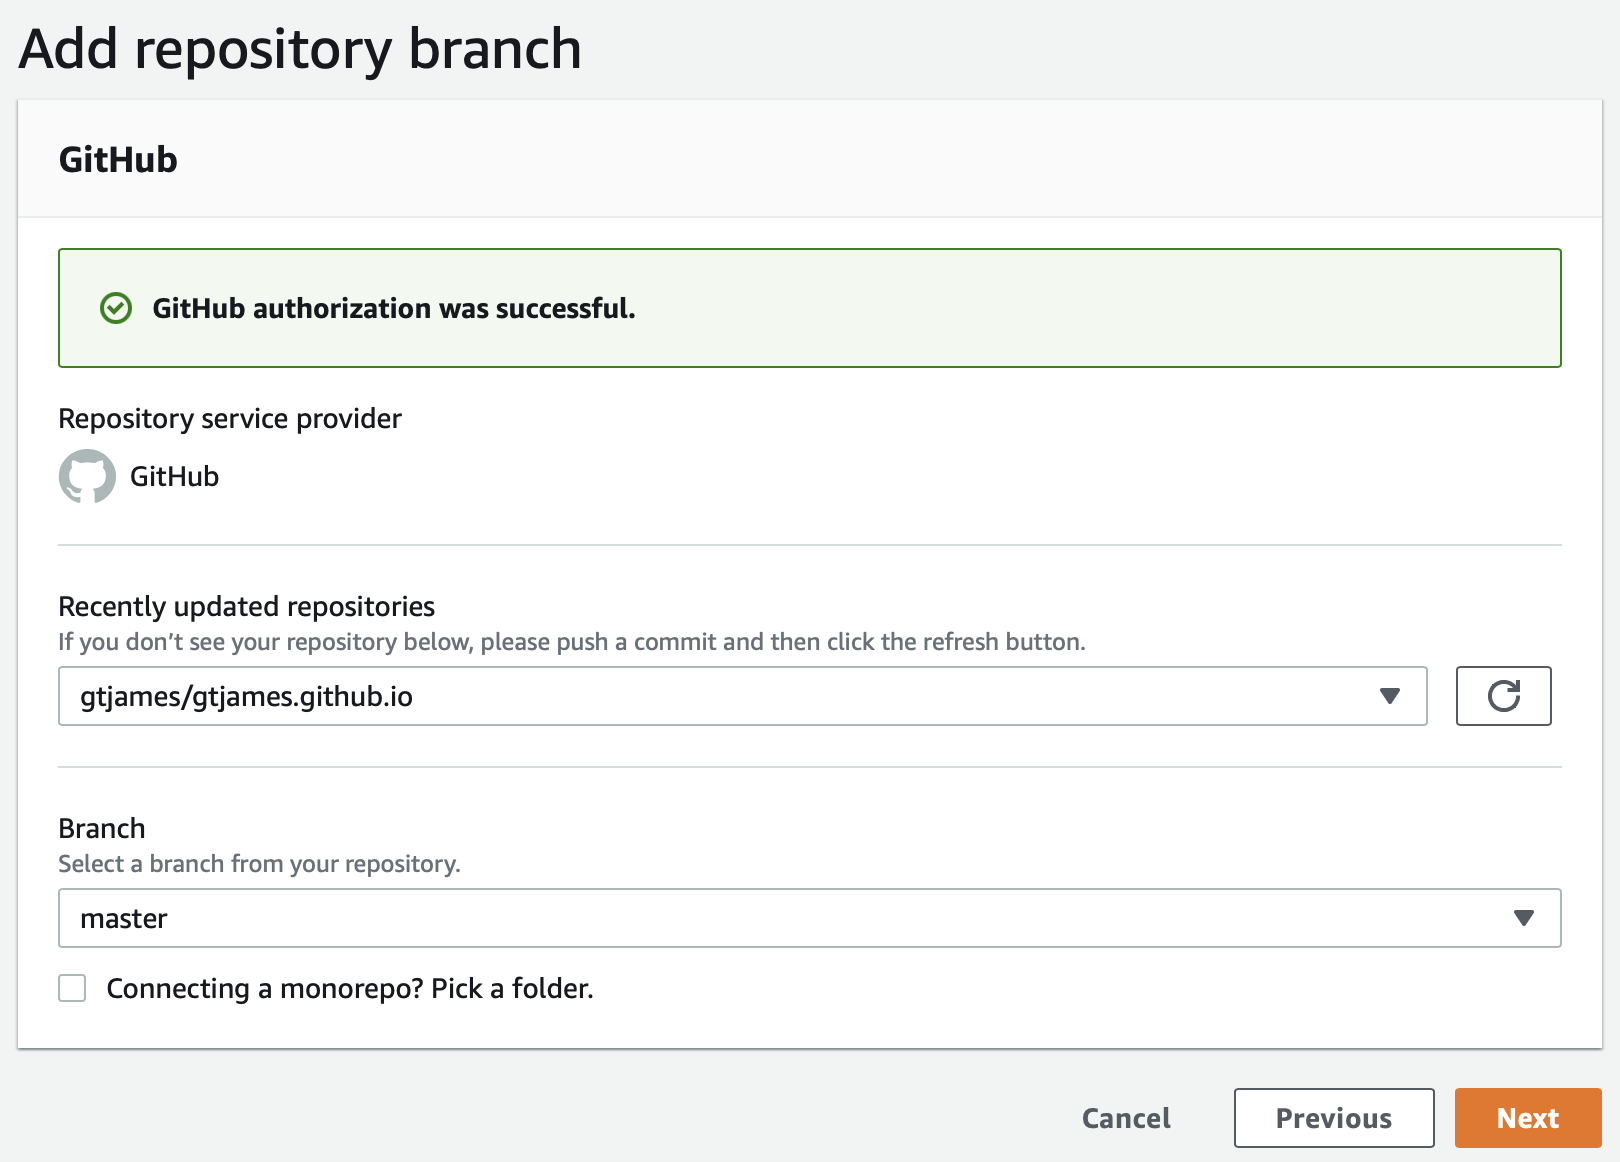 Add repository branch
GitHub
GitHub authorization was successful.
Repository service provider
GitHub
Recently updated repositories
If you don't see your repository below, please push a commit and then click the refresh button.
gtjames/gtjames.github.io
Branch
Select a branch from your repository.
master
Connecting a monorepo? Pick a folder.
Cancel Previous Next